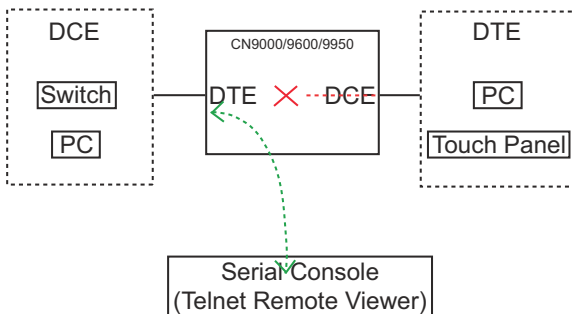 DCE
Switch
PC
CN9000/9600/9950
DTE
DCE
DTE
PC
Touch Panel
Serial Console
(Telnet Remote Viewer)